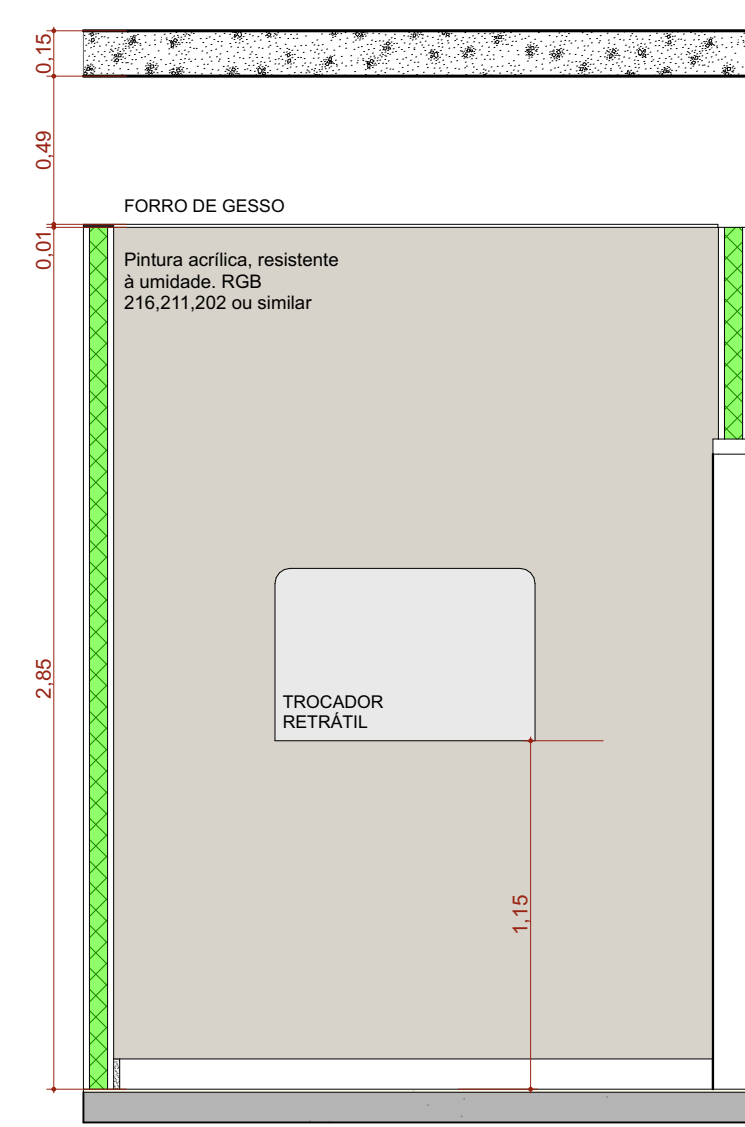 0,15
0,49
FORRO DE GESSO
0,01
Pintura acrílica, resistente
à umidade. RGB
216,211,202 ou similar
2,85
TROCADOR
RETRÁTIL
1,15